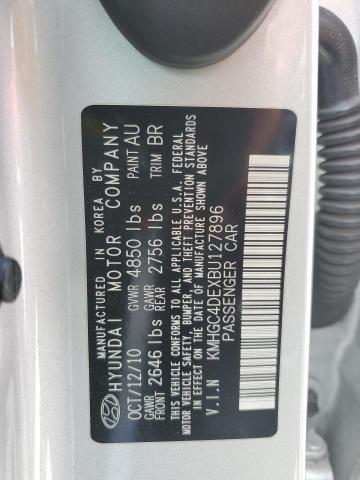 MANUFACTURED IN KOREA BY
HYUNDAI MOTOR COMPANY
OCT/12/10 GVWR 4850 lbs PAINT AU
GAWR FRONT 2646 lbs GAWR REAR 2756 lbs TRIM BR
THIS VEHICLE CONFORMS TO ALL APPLICABLE U.S.A. FEDERAL
MOTOR VEHICLE SAFETY, BUMPER, AND THEFT PREVENTION STANDARDS
IN EFFECT ON THE DATE OF MANUFACTURE SHOWN ABOVE
V.I.N KMHGC4DEXBU127896
PASSENGER CAR